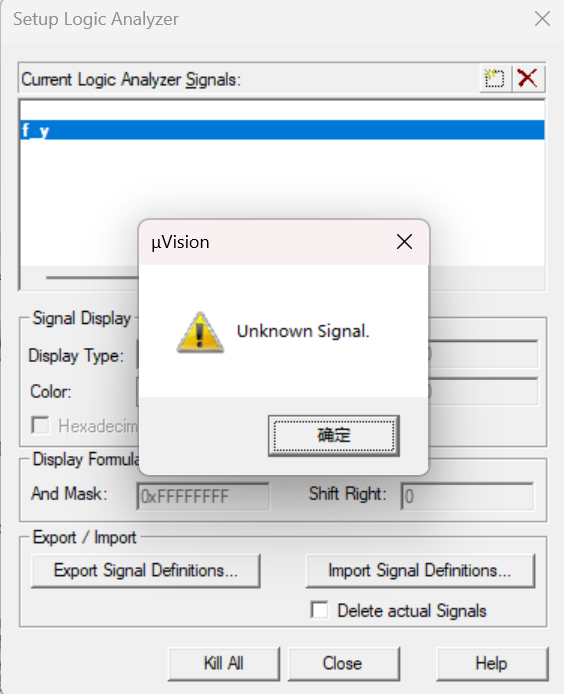 Setup Logic Analyzer
Current Logic Analyzer Signals:
f_y
µVision
Unknown Signal.
确定
Signal Display
Display Type:
Color:
Hexadecim
Display Formula
And Mask:
0xFFFFFFFF
Shift Right:
0
Export / Import
Export Signal Definitions...
Import Signal Definitions...
Delete actual Signals
Kill All
Close
Help